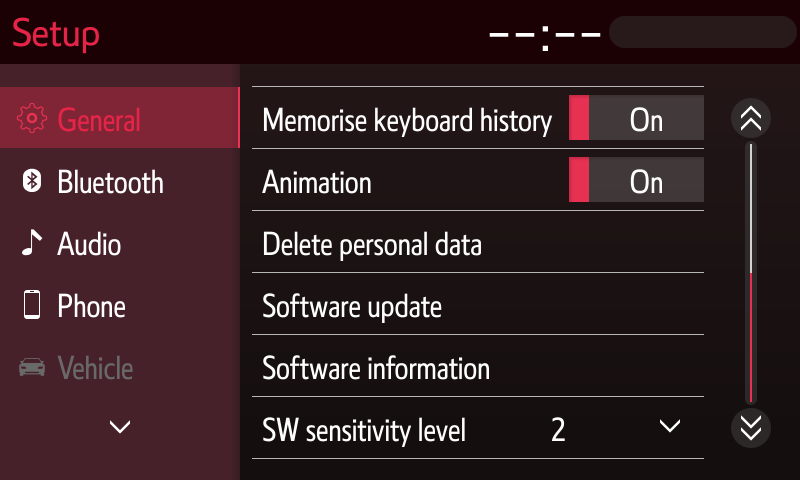 Setup
--:--
General
Bluetooth
Audio
Phone
Vehicle
Memorise keyboard history On
Animation On
Delete personal data
Software update
Software information
SW sensitivity level 2